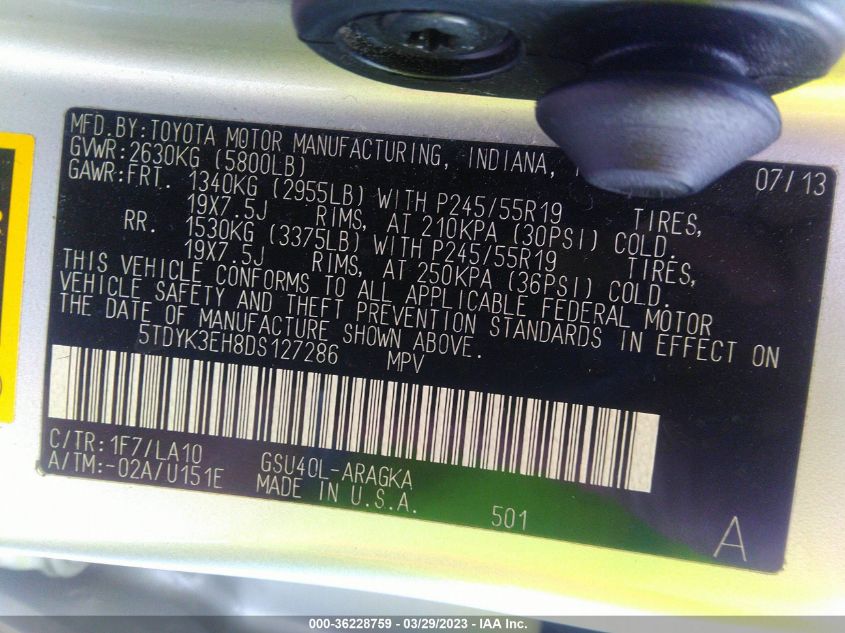 MFD.BY:TOYOTA MOTOR MANUFACTURING, INDIANA, 07/13
GVWR:2630KG (5800LB)
GAWR:FRT. 1340KG (2955LB) WITH P245/55R19 TIRES,
19X7.5J RIMS, AT 210KPA (30PSI) COLD.
RR. 1530KG (3375LB) WITH P245/55R19 TIRES,
19X7.5J RIMS, AT 250KPA (36PSI) COLD.
THIS VEHICLE CONFORMS TO ALL APPLICABLE FEDERAL MOTOR
VEHICLE SAFETY AND THEFT PREVENTION STANDARDS IN EFFECT ON
THE DATE OF MANUFACTURE SHOWN ABOVE.
5TDYK3EH8DS127286 MPV
C/TR:1F7/LA10 GSU40L-ARAGKA
A/TM:-02A/U151E MADE IN U.S.A.
501 A
000-36228759 — 03/29/2023 — IAA Inc.